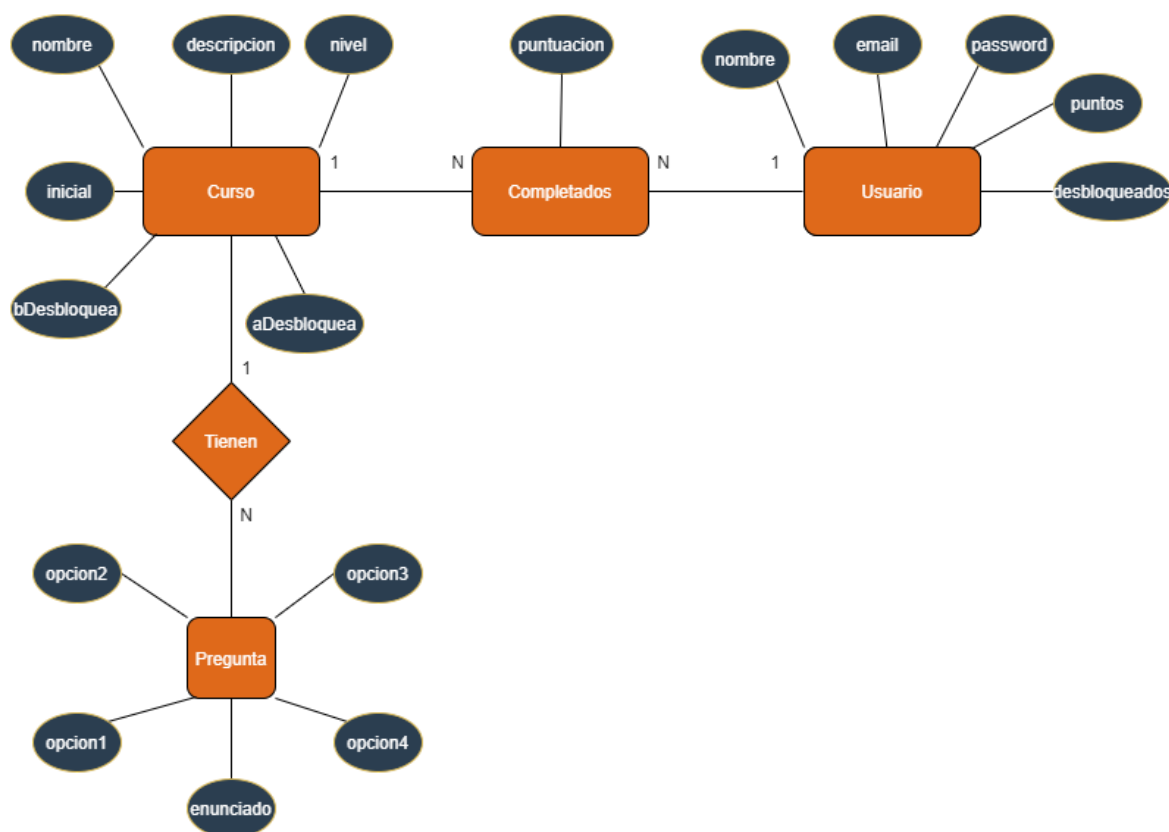 nombre
descripcion
nivel
puntuacion
nombre
email
password
puntos
1
N
N
1
inicial
Curso
Completados
Usuario
desbloqueados
bDesbloquea
aDesbloquea
1
Tienen
N
opcion2
opcion3
Pregunta
opcion1
opcion4
enunciado